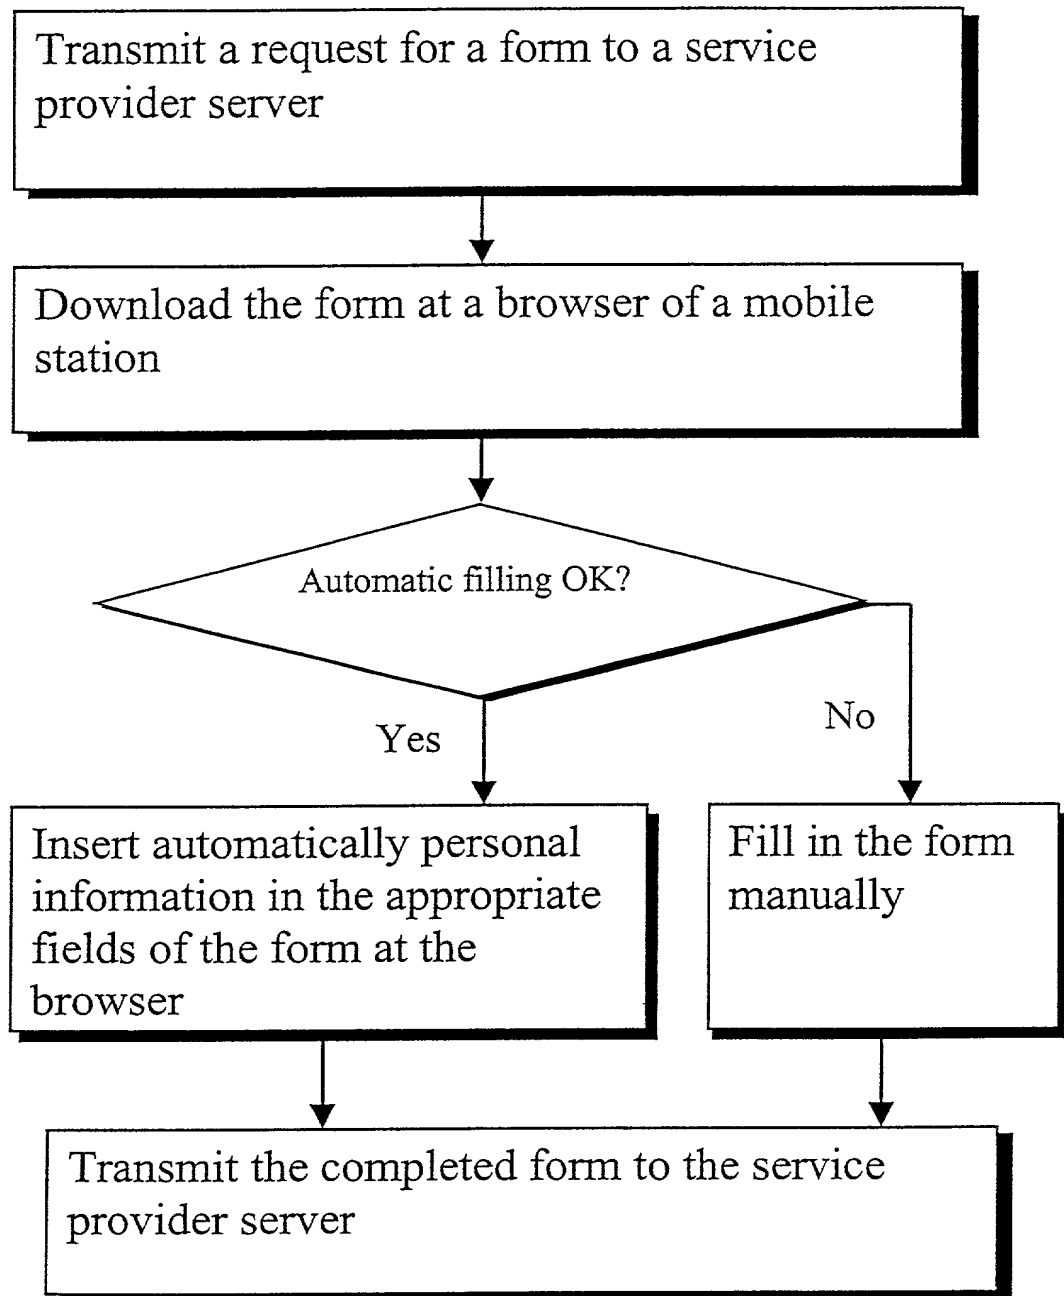 Transmit a request for a form to a service
provider server
Download the form at a browser of a mobile
station
Automatic filling OK?
Yes
No
Insert automatically personal
information in the appropriate
fields of the form at the
browser
Fill in the form
manually
Transmit the completed form to the service
provider server